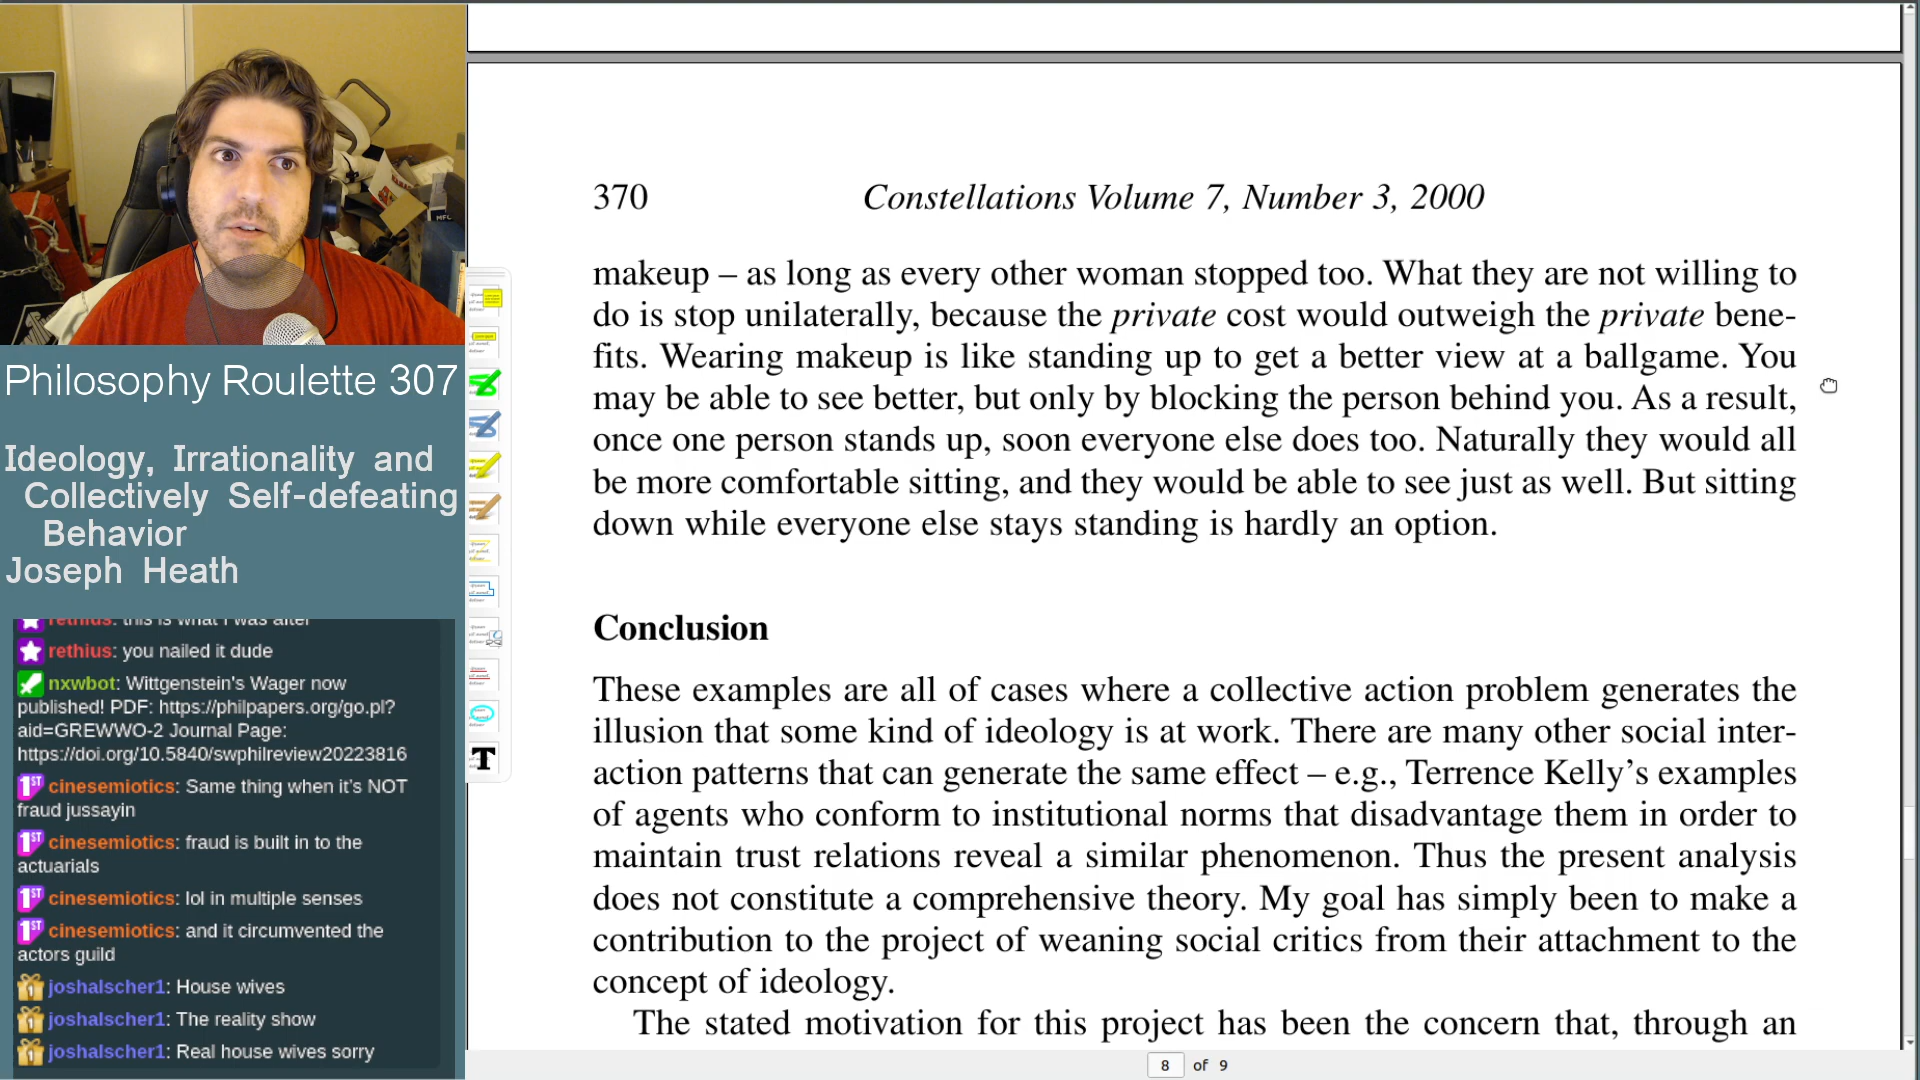 Philosophy Roulette 307
Ideology, Irrationality and
Collectively Self-defeating
Behavior
Joseph Heath
rethius: this is what I was after
rethius: you nailed it dude
nxwbot: Wittgenstein's Wager now
published! PDF: https://philpapers.org/go.pl?
aid=GREWWO-2 Journal Page:
https://doi.org/10.5840/swphilreview20223816
cinesemiotics: Same thing when it's NOT
fraud jussayin
cinesemiotics: fraud is built in to the
actuarials
cinesemiotics: lol in multiple senses
cinesemiotics: and it circumvented the
actors guild
joshalscher1: House wives
joshalscher1: The reality show
joshalscher1: Real house wives sorry
T
370 Constellations Volume 7, Number 3, 2000
makeup – as long as every other woman stopped too. What they are not willing to
do is stop unilaterally, because the private cost would outweigh the private bene-
fits. Wearing makeup is like standing up to get a better view at a ballgame. You
may be able to see better, but only by blocking the person behind you. As a result,
once one person stands up, soon everyone else does too. Naturally they would all
be more comfortable sitting, and they would be able to see just as well. But sitting
down while everyone else stays standing is hardly an option.
Conclusion
These examples are all of cases where a collective action problem generates the
illusion that some kind of ideology is at work. There are many other social inter-
action patterns that can generate the same effect – e.g., Terrence Kelly's examples
of agents who conform to institutional norms that disadvantage them in order to
maintain trust relations reveal a similar phenomenon. Thus the present analysis
does not constitute a comprehensive theory. My goal has simply been to make a
contribution to the project of weaning social critics from their attachment to the
concept of ideology.
The stated motivation for this project has been the concern that, through an
8 of 9